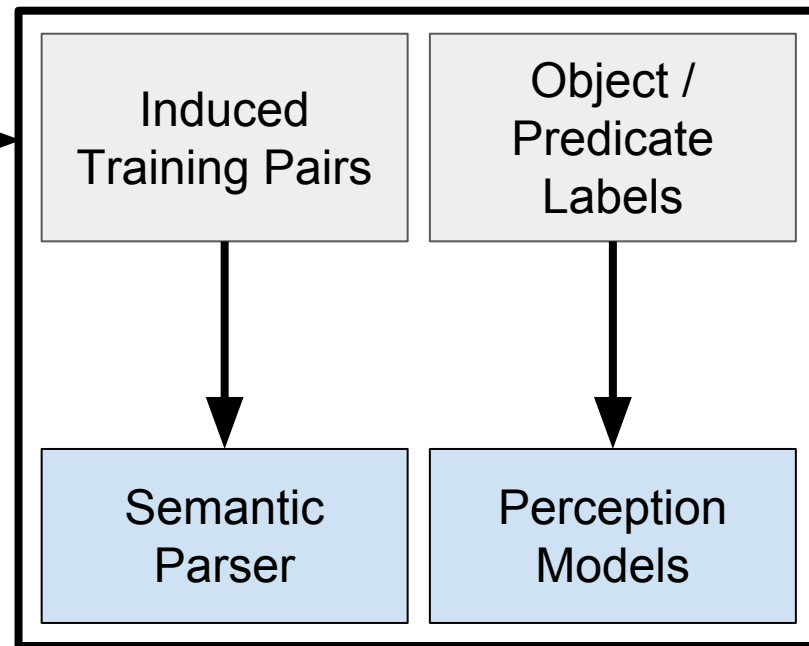 Induced
Training Pairs
Object /
Predicate
Labels
Semantic
Parser
Perception
Models